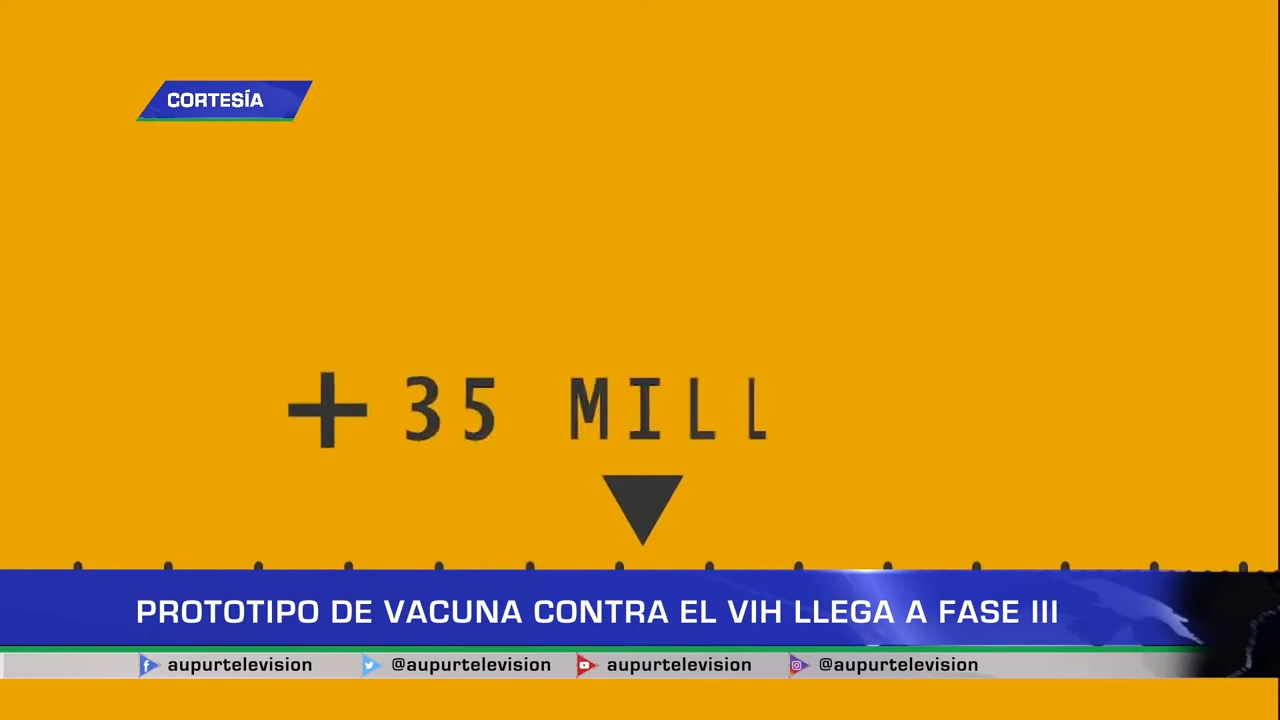 CORTESÍA
+ 35 MILL
PROTOTIPO DE VACUNA CONTRA EL VIH LLEGA A FASE III
aupurtelevision @aupurtelevision aupurtelevision @aupurtelevision